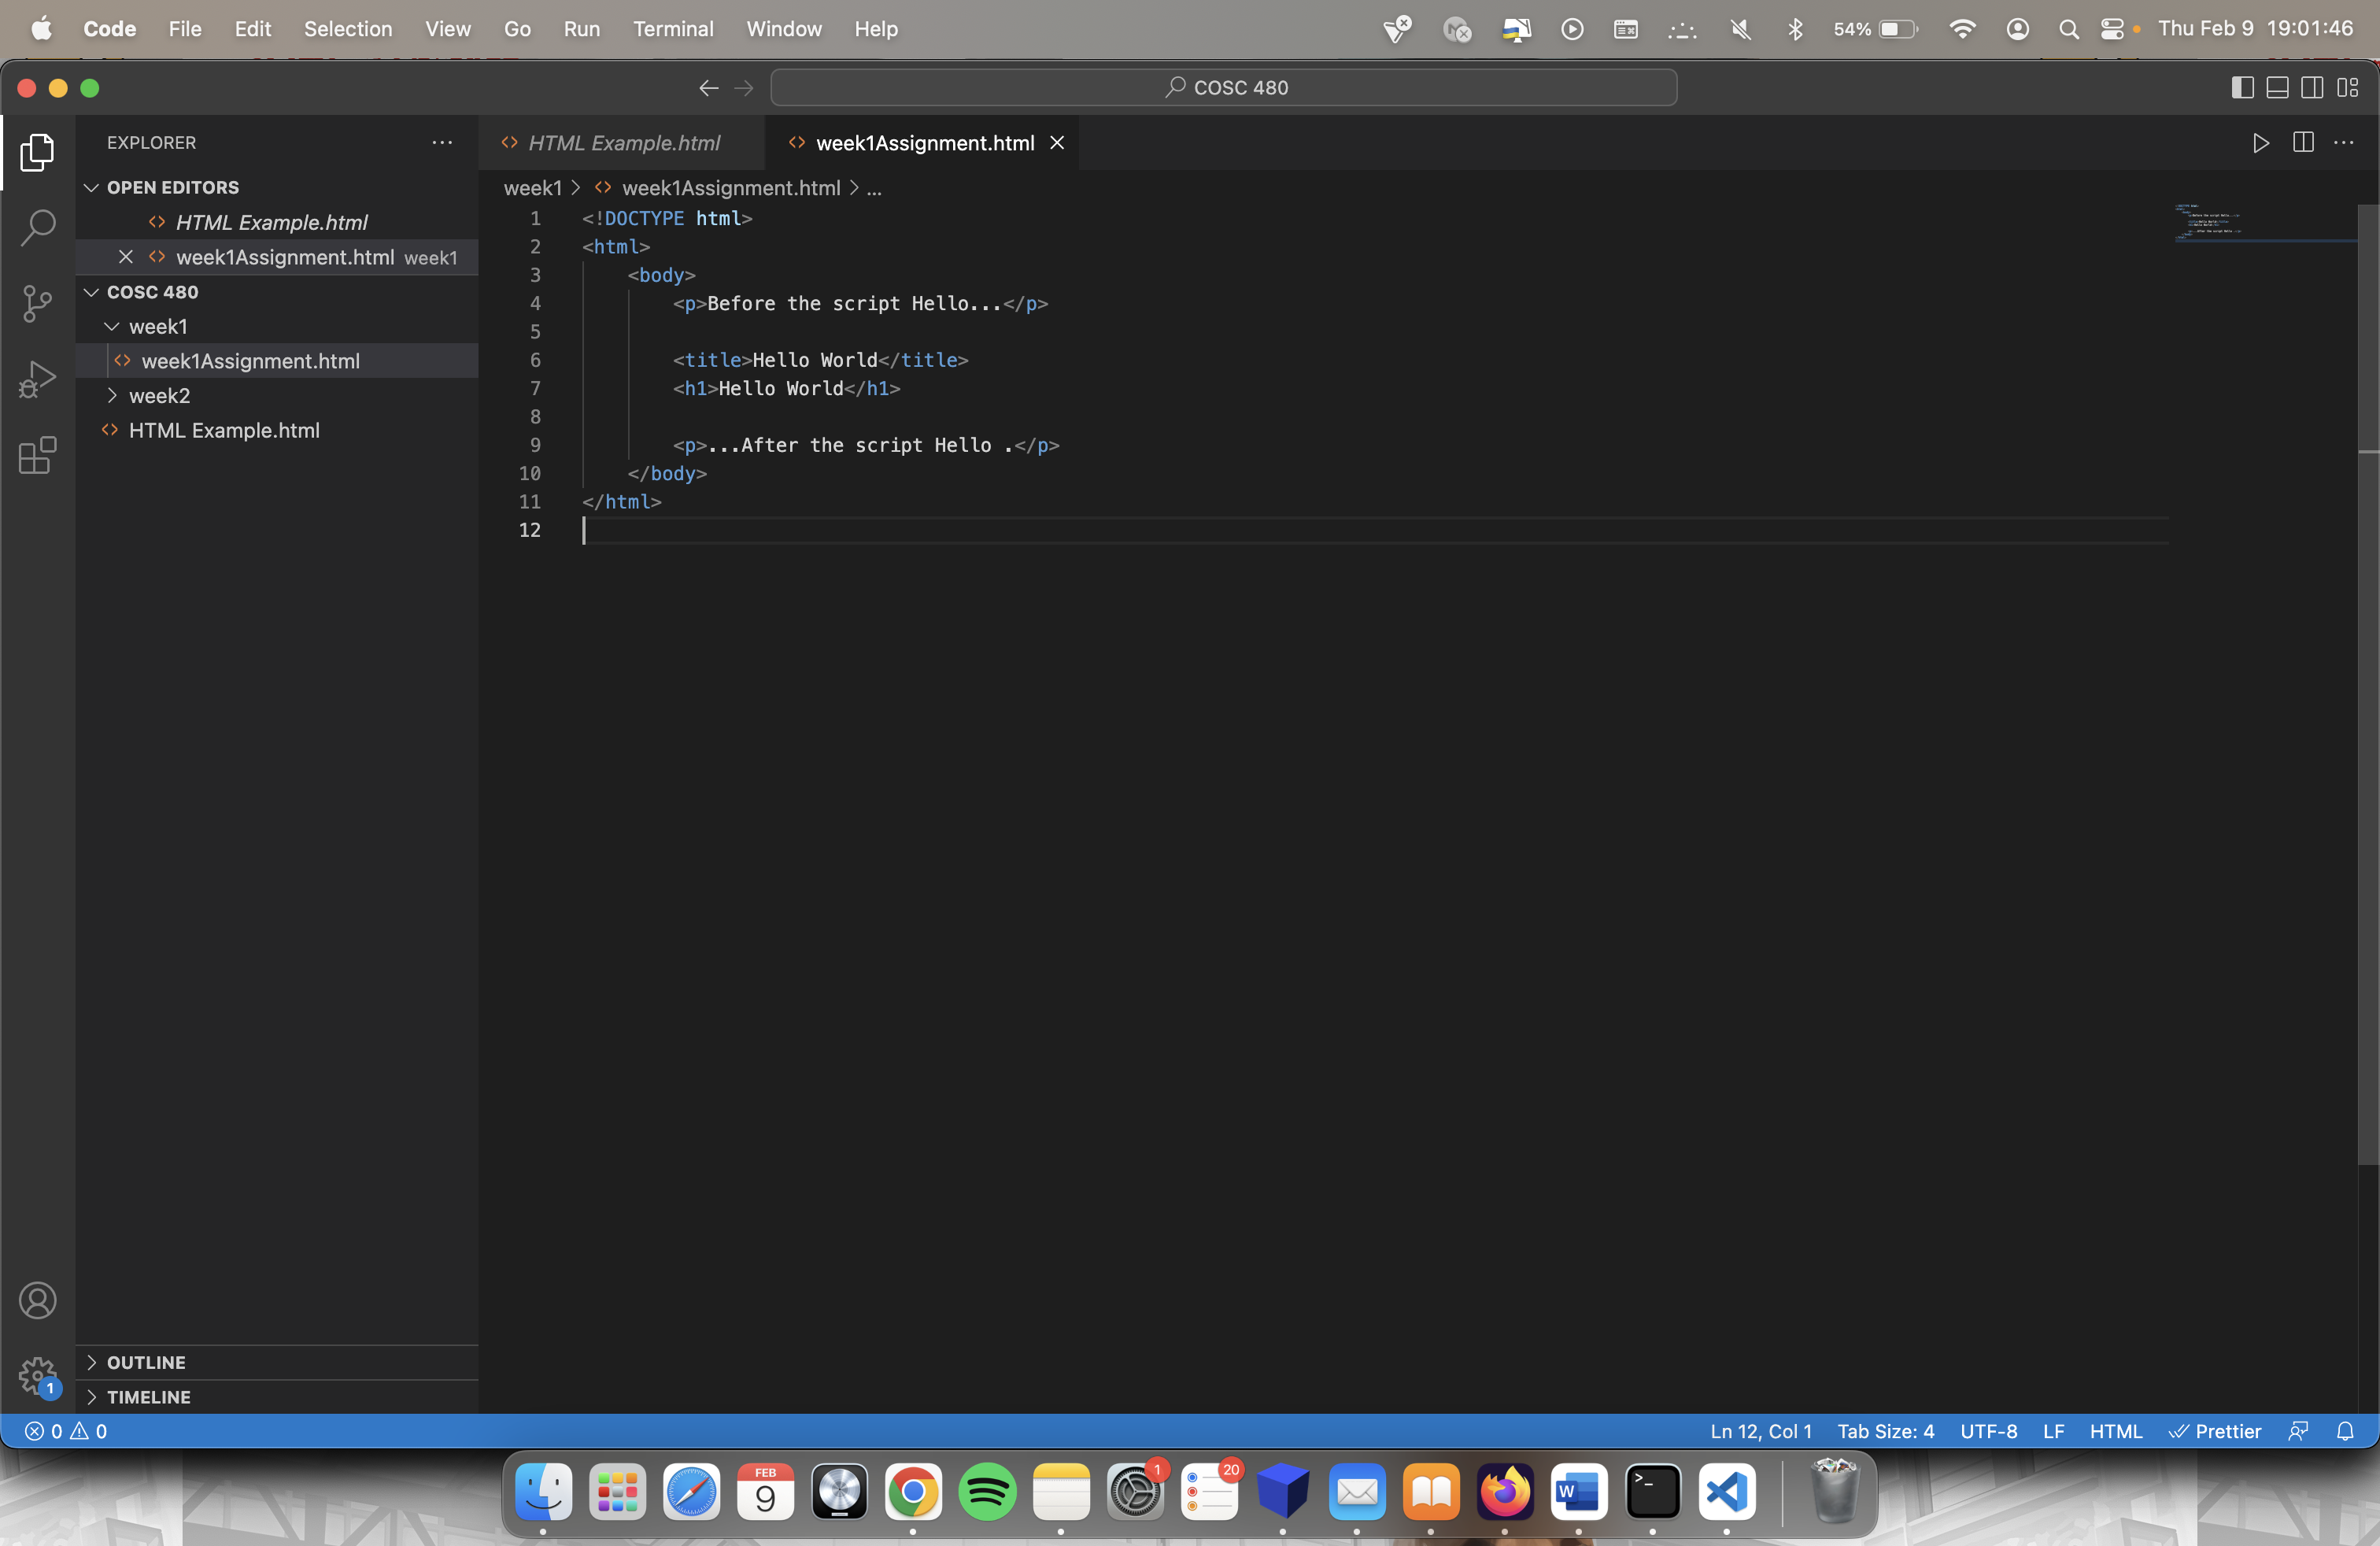 Code File Edit Selection View Go Run Terminal Window Help 54% Thu Feb 9 19:01:46
COSC 480
EXPLORER
OPEN EDITORS
HTML Example.html
week1Assignment.html week1
COSC 480
week1
week1Assignment.html
week2
HTML Example.html
OUTLINE
TIMELINE
HTML Example.html week1Assignment.html
week1 > week1Assignment.html > ...
1 <!DOCTYPE html>
2 <html>
3 <body>
4 <p>Before the script Hello...</p>
5
6 <title>Hello World</title>
7 <h1>Hello World</h1>
8
9 <p>...After the script Hello .</p>
10 </body>
11 </html>
12
1
0 0 Ln 12, Col 1 Tab Size: 4 UTF-8 LF HTML Prettier
FEB
9
1
20
W
>_